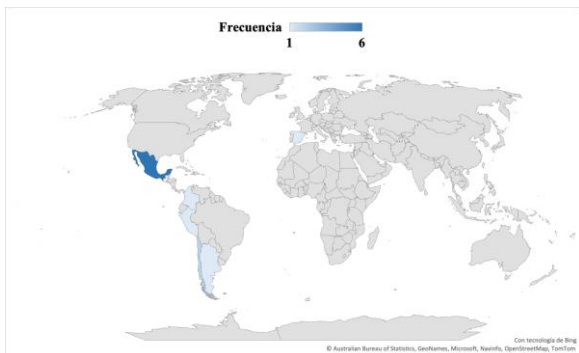 Frecuencia
1 6
Con tecnología de Bing
© Australian Bureau of Statistics, GeoNames, Microsoft, Navinfo, OpenStreetMap, TomTom